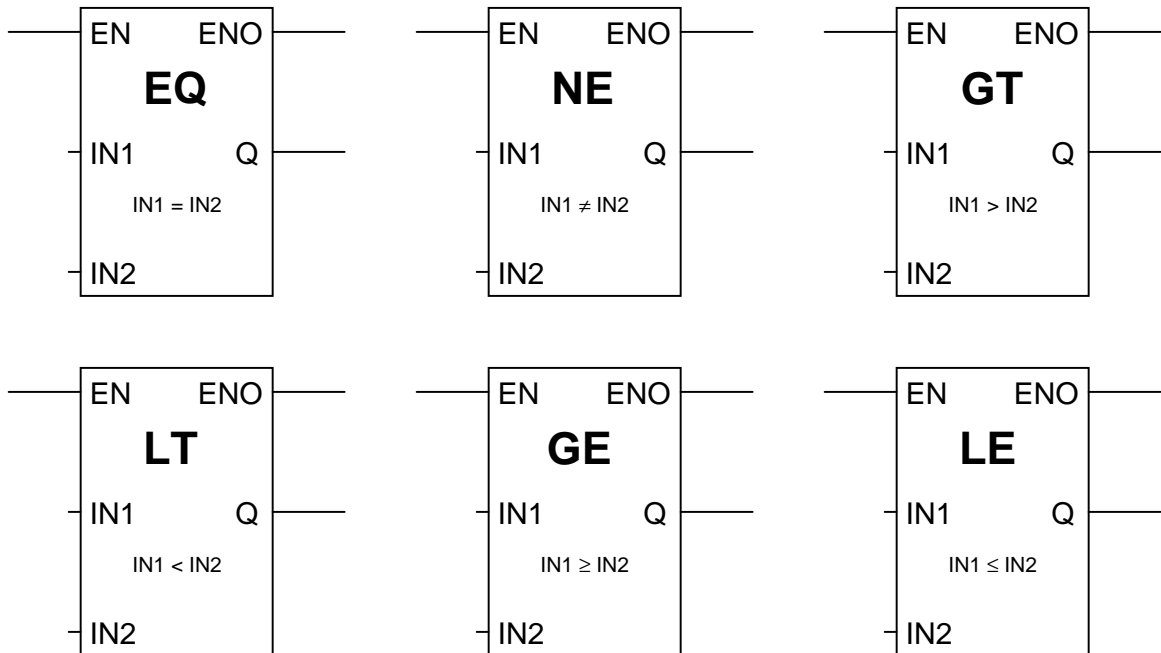 EN ENO EN ENO EN ENO
EQ NE GT
IN1 Q IN1 Q IN1 Q
IN1 = IN2 IN1 ≠ IN2 IN1 > IN2
IN2 IN2 IN2
EN ENO EN ENO EN ENO
LT GE LE
IN1 Q IN1 Q IN1 Q
IN1 < IN2 IN1 ≥ IN2 IN1 ≤ IN2
IN2 IN2 IN2